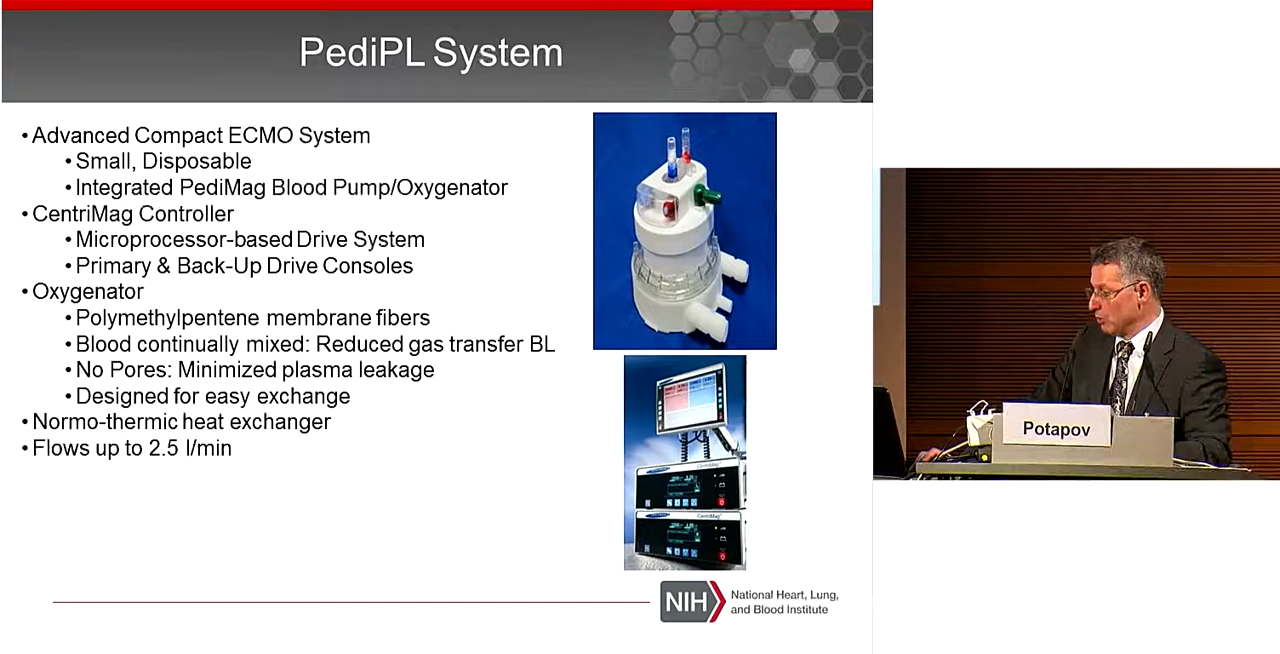 PediPL System
• Advanced Compact ECMO System
• Small, Disposable
• Integrated PediMag Blood Pump/Oxygenator
• CentriMag Controller
• Microprocessor-based Drive System
• Primary & Back-Up Drive Consoles
• Oxygenator
• Polymethylpentene membrane fibers
• Blood continually mixed: Reduced gas transfer BL
• No Pores: Minimized plasma leakage
• Designed for easy exchange
• Normo-thermic heat exchanger
• Flows up to 2.5 l/min
CentriMag
CentriMag
NIH
National Heart, Lung,
and Blood Institute
Potapov